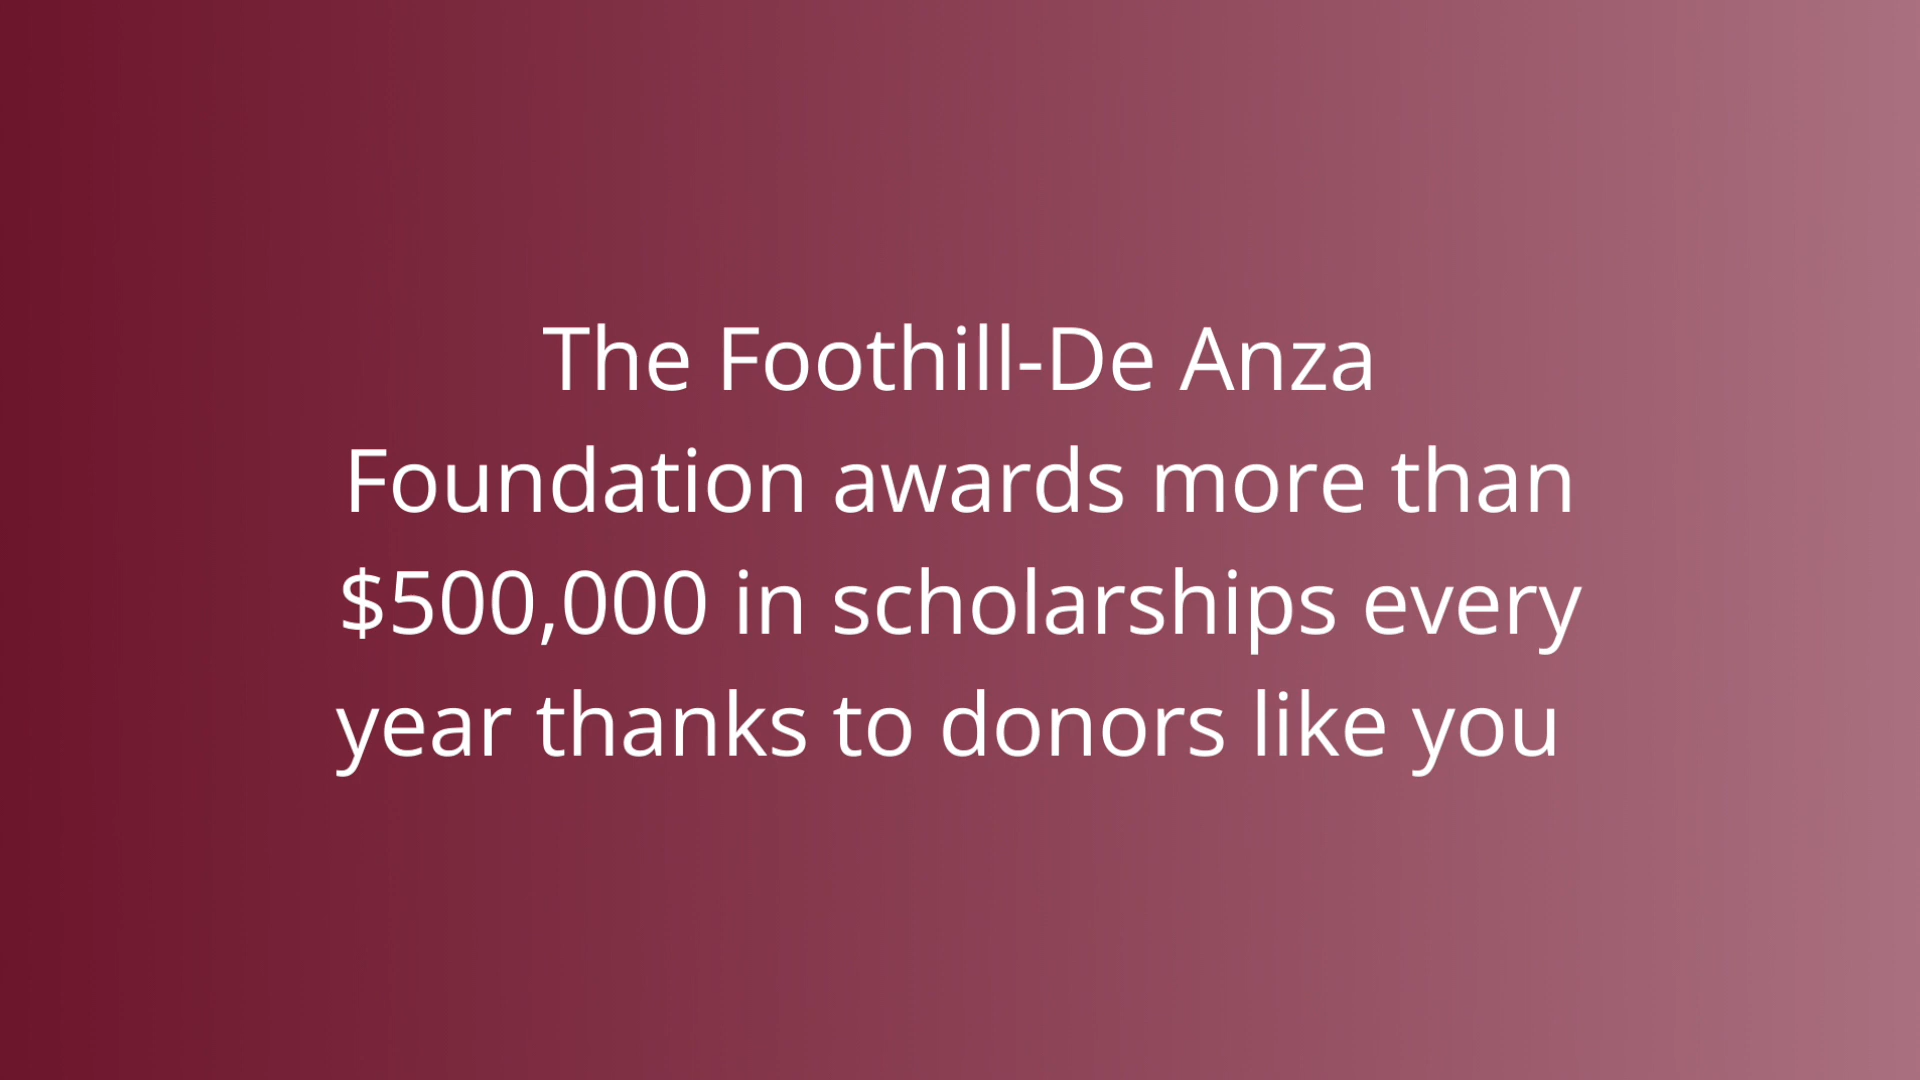 The Foothill-De Anza
Foundation awards more than
$500,000 in scholarships every
year thanks to donors like you